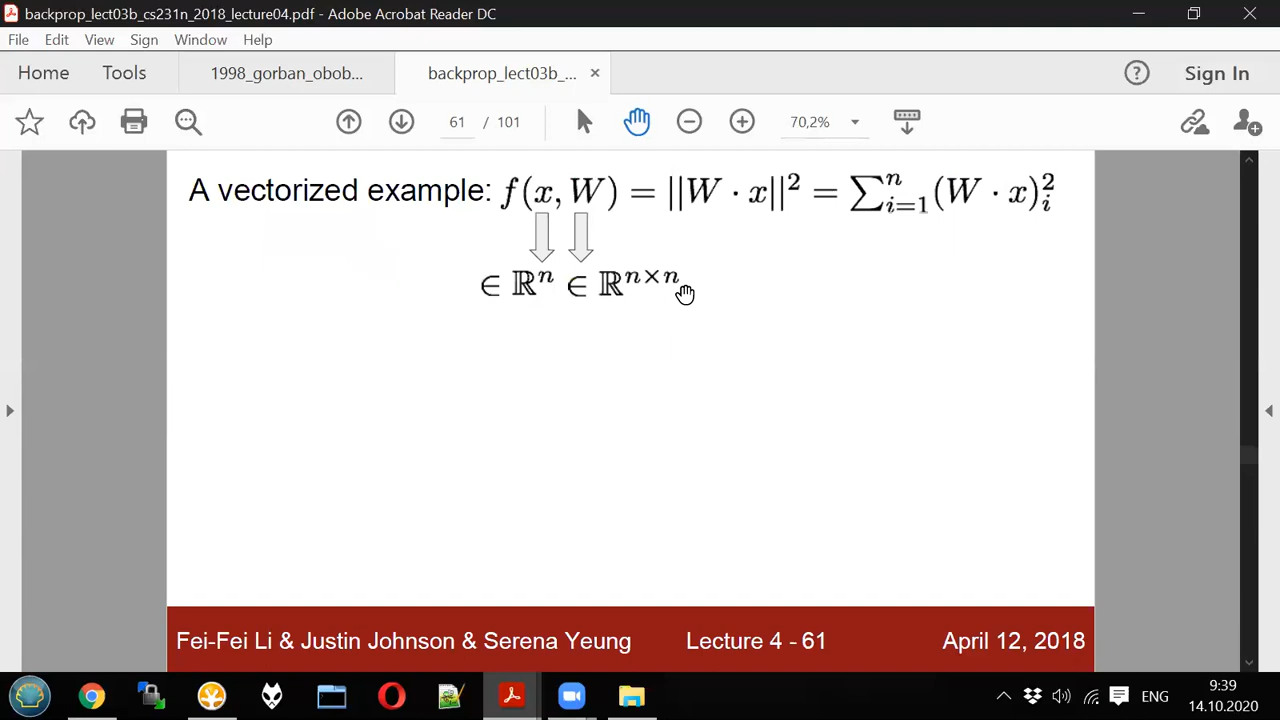 backprop_lect03b_cs231n_2018_lecture04.pdf - Adobe Acrobat Reader DC
File Edit View Sign Window Help
Home Tools 1998_gorban_obob... backprop_lect03b_... × Sign In
61 / 101 70,2%
A vectorized example: f(x, W) = ||W · x||² = ∑ⁿᵢ₌₁(W · x)²ᵢ
∈ ℝⁿ ∈ ℝⁿˣⁿ
Fei-Fei Li & Justin Johnson & Serena Yeung Lecture 4 - 61 April 12, 2018
ENG 9:39
14.10.2020